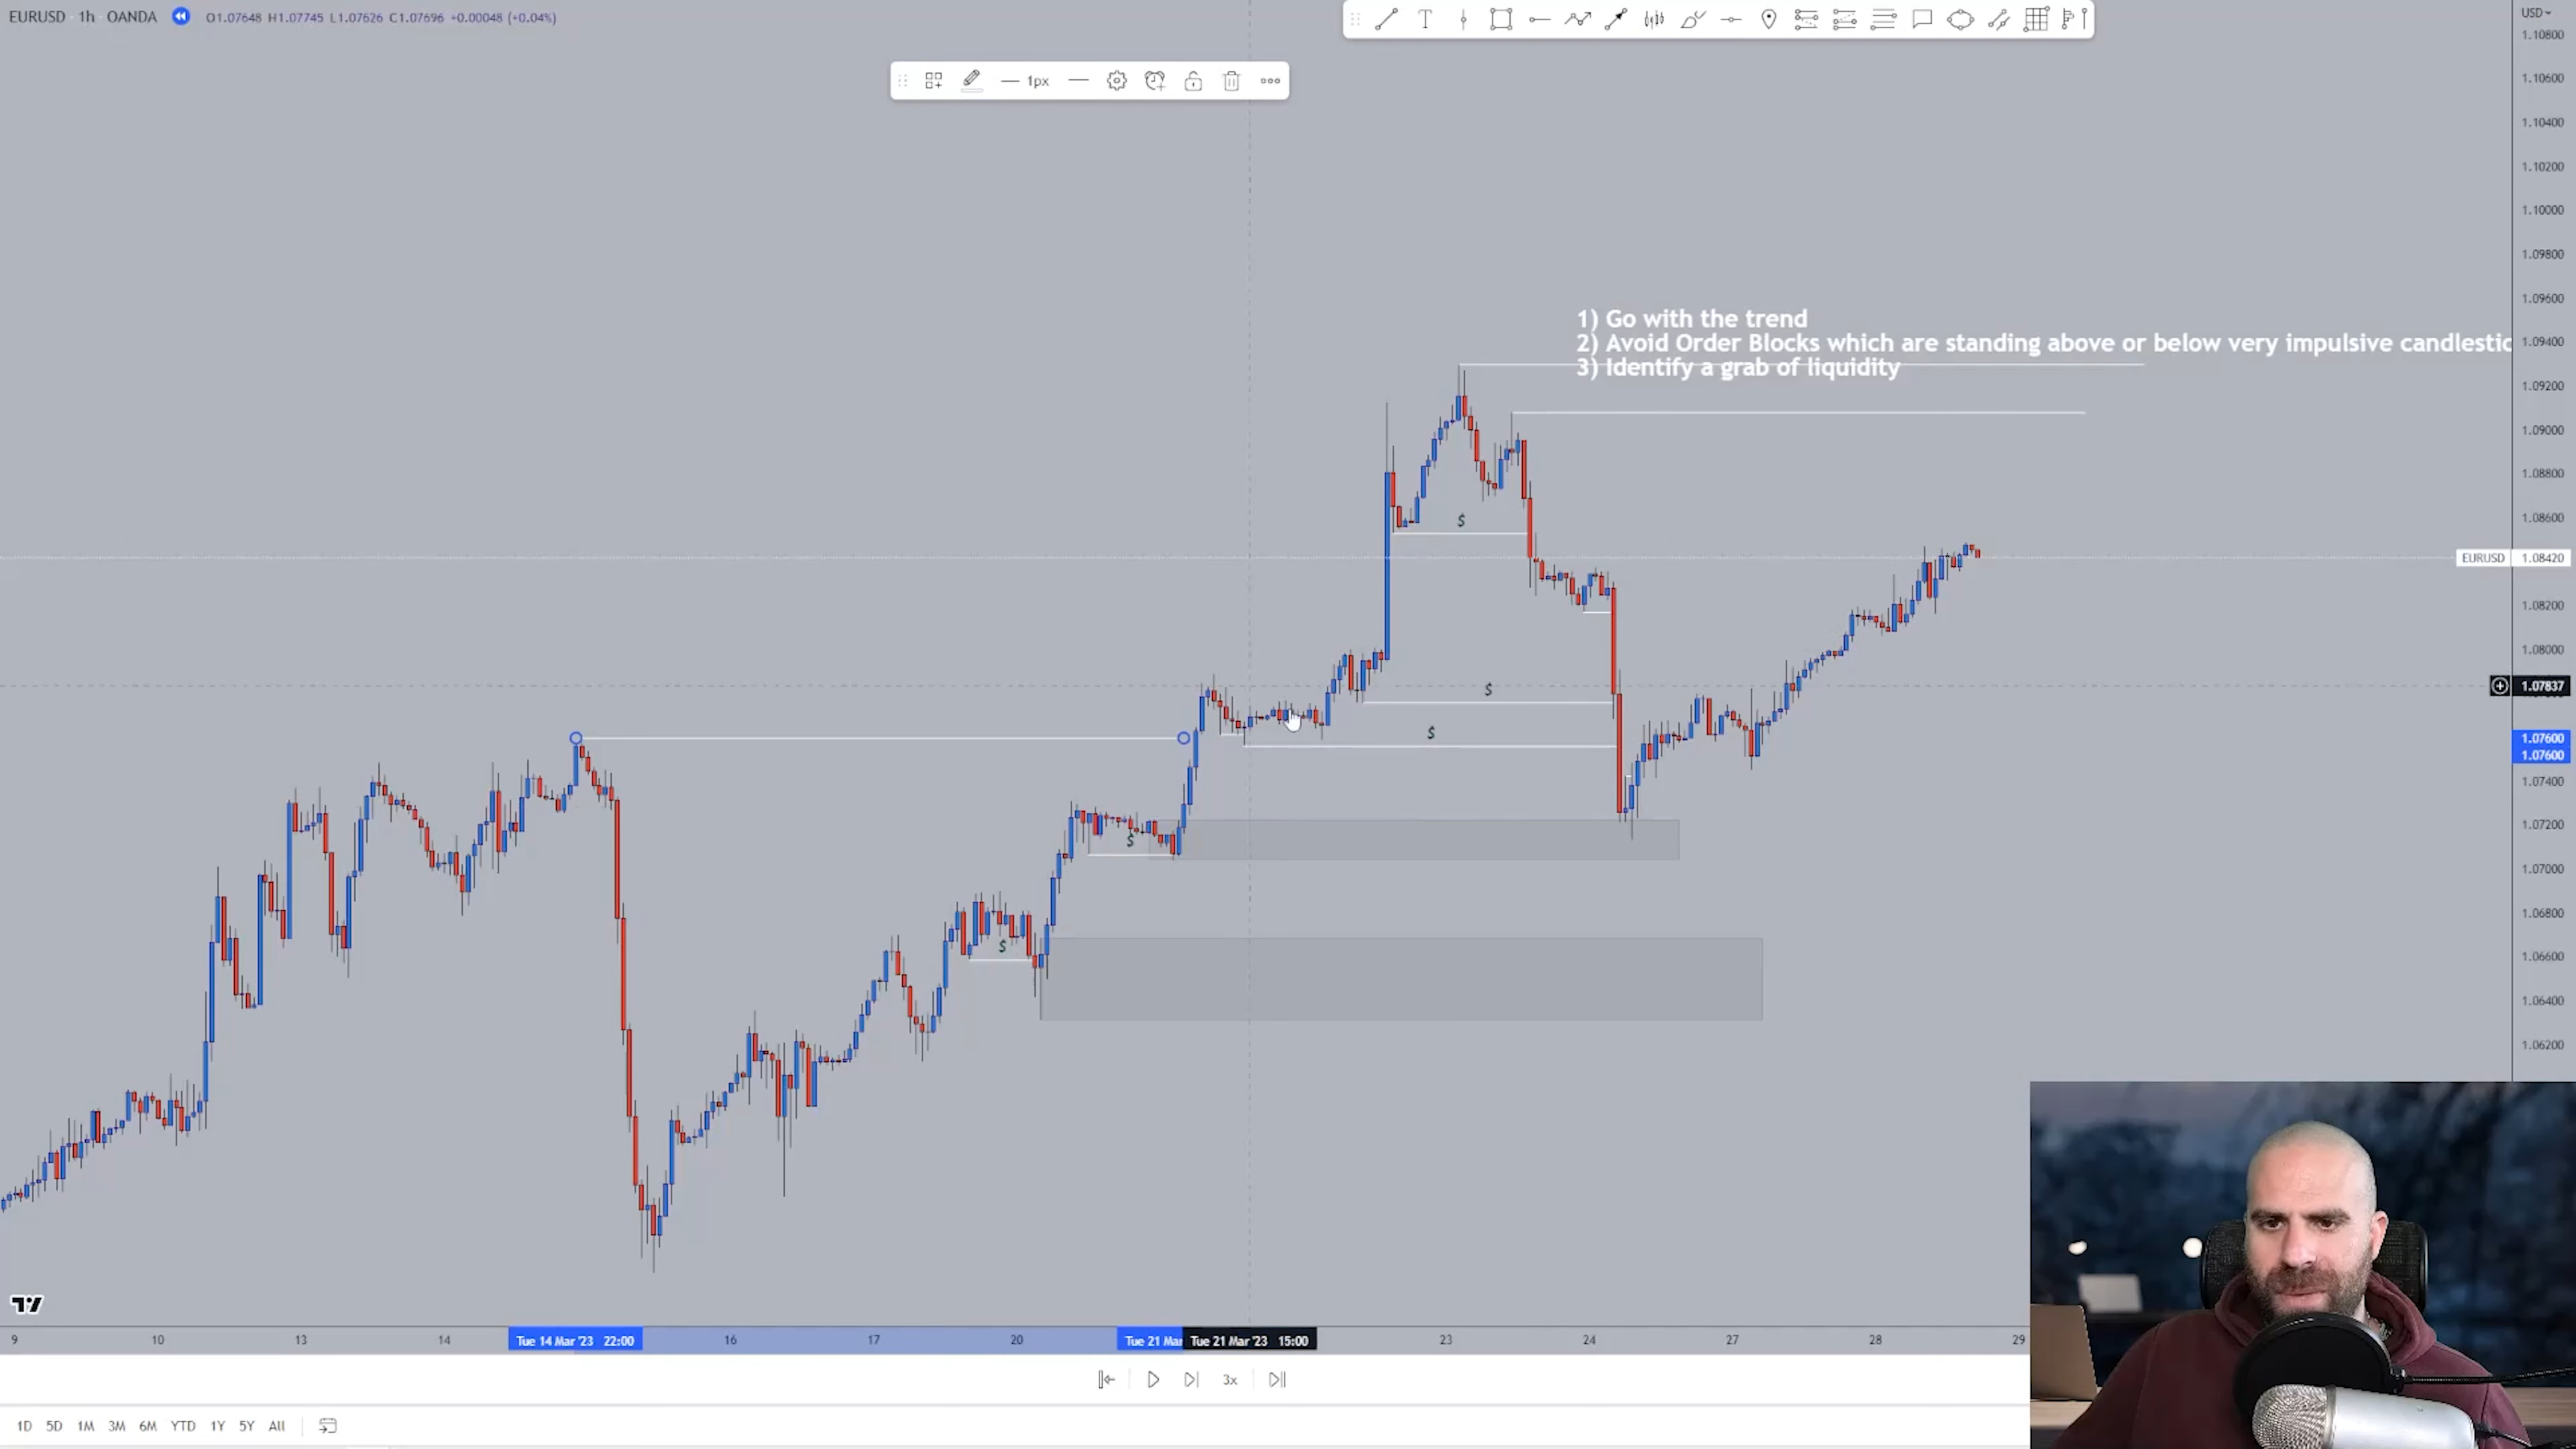 EURUSD · 1h · OANDA O1.07648 H1.07745 L1.07626 C1.07696 +0.00048 (+0.04%)
USD
1.10800
1px
1.10600
1.10400
1.10200
1.10000
1.09800
1.09600
1) Go with the trend
2) Avoid Order Blocks which are standing above or below very impulsive candlestic
1.09400
3) Identify a grab of liquidity
1.09200
1.09000
1.08800
$
1.08600
EURUSD 1.08420
1.08200
1.08000
$
1.07837
$
1.07600
1.07600
1.07400
1.07200
$
1.07000
1.06800
$
1.06600
1.06400
1.06200
9 10 13 14 Tue 14 Mar '23 22:00 16 17 20 Tue 21 Mar Tue 21 Mar '23 15:00 23 24 27 28 29
3x
1D 5D 1M 3M 6M YTD 1Y 5Y All